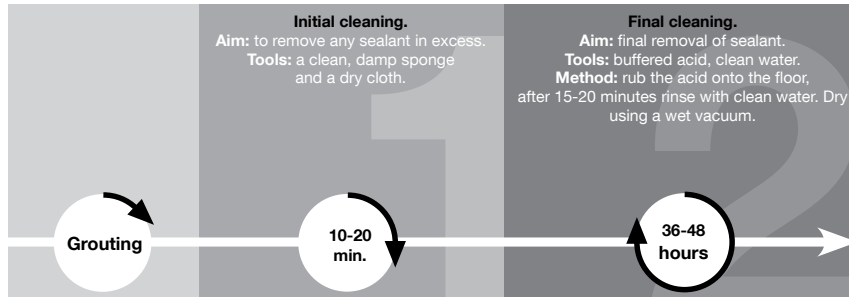 Initial cleaning.
Aim: to remove any sealant in excess.
Tools: a clean, damp sponge
and a dry cloth.
1
Final cleaning.
Aim: final removal of sealant.
Tools: buffered acid, clean water.
Method: rub the acid onto the floor,
after 15-20 minutes rinse with clean water. Dry
using a wet vacuum.
2
Grouting
10-20
min.
36-48
hours